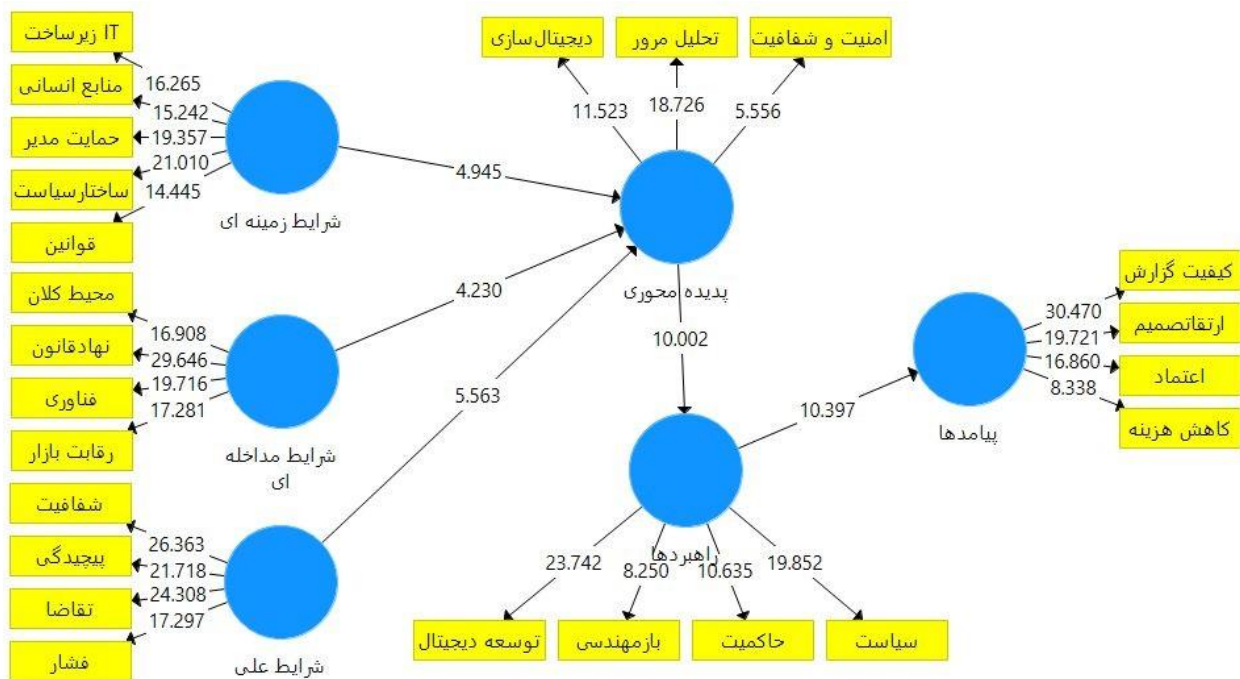 IT زیرساخت
منابع انسانی
حمایت مدیر
ساختارسیاست
قوانین
16.265
15.242
19.357
21.010
14.445
شرایط زمینه ای
محیط کلان
نهادقانون
فناوری
رقابت بازار
16.908
29.646
19.716
17.281
شرایط مداخله
ای
شفافیت
پیچیدگی
تقاضا
فشار
26.363
21.718
24.308
17.297
شرایط علی
4.945
4.230
5.563
دیجیتال‌سازی
تحلیل مرور
امنیت و شفافیت
11.523
18.726
5.556
پدیده محوری
10.002
راهبردها
23.742
8.250
10.635
19.852
توسعه دیجیتال
بازمهندسی
حاکمیت
سیاست
10.397
پیامدها
30.470
19.721
16.860
8.338
کیفیت گزارش
ارتقاتصمیم
اعتماد
کاهش هزینه